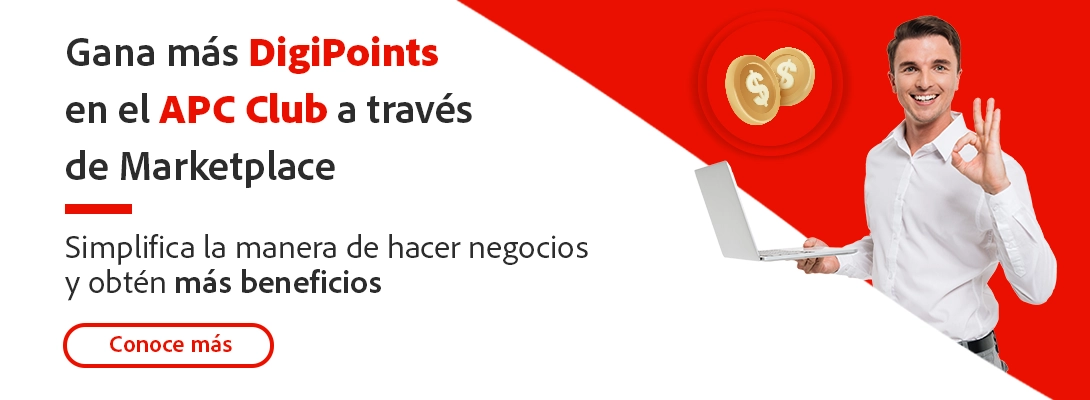 Gana más DigiPoints
en el APC Club a través
de Marketplace
Simplifica la manera de hacer negocios
y obtén más beneficios
Conoce más
$
$